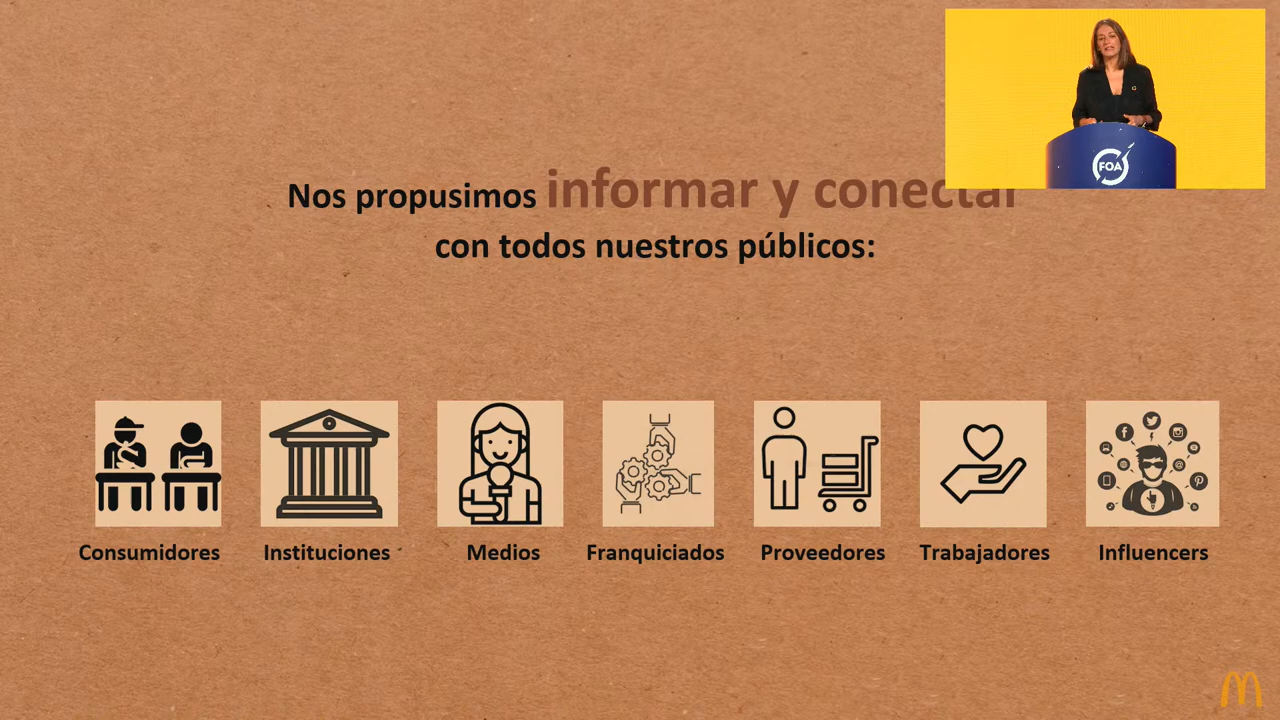 Nos propusimos informar y conectar
con todos nuestros públicos:
FOA
Consumidores
Instituciones
Medios
Franquiciados
Proveedores
Trabajadores
Influencers